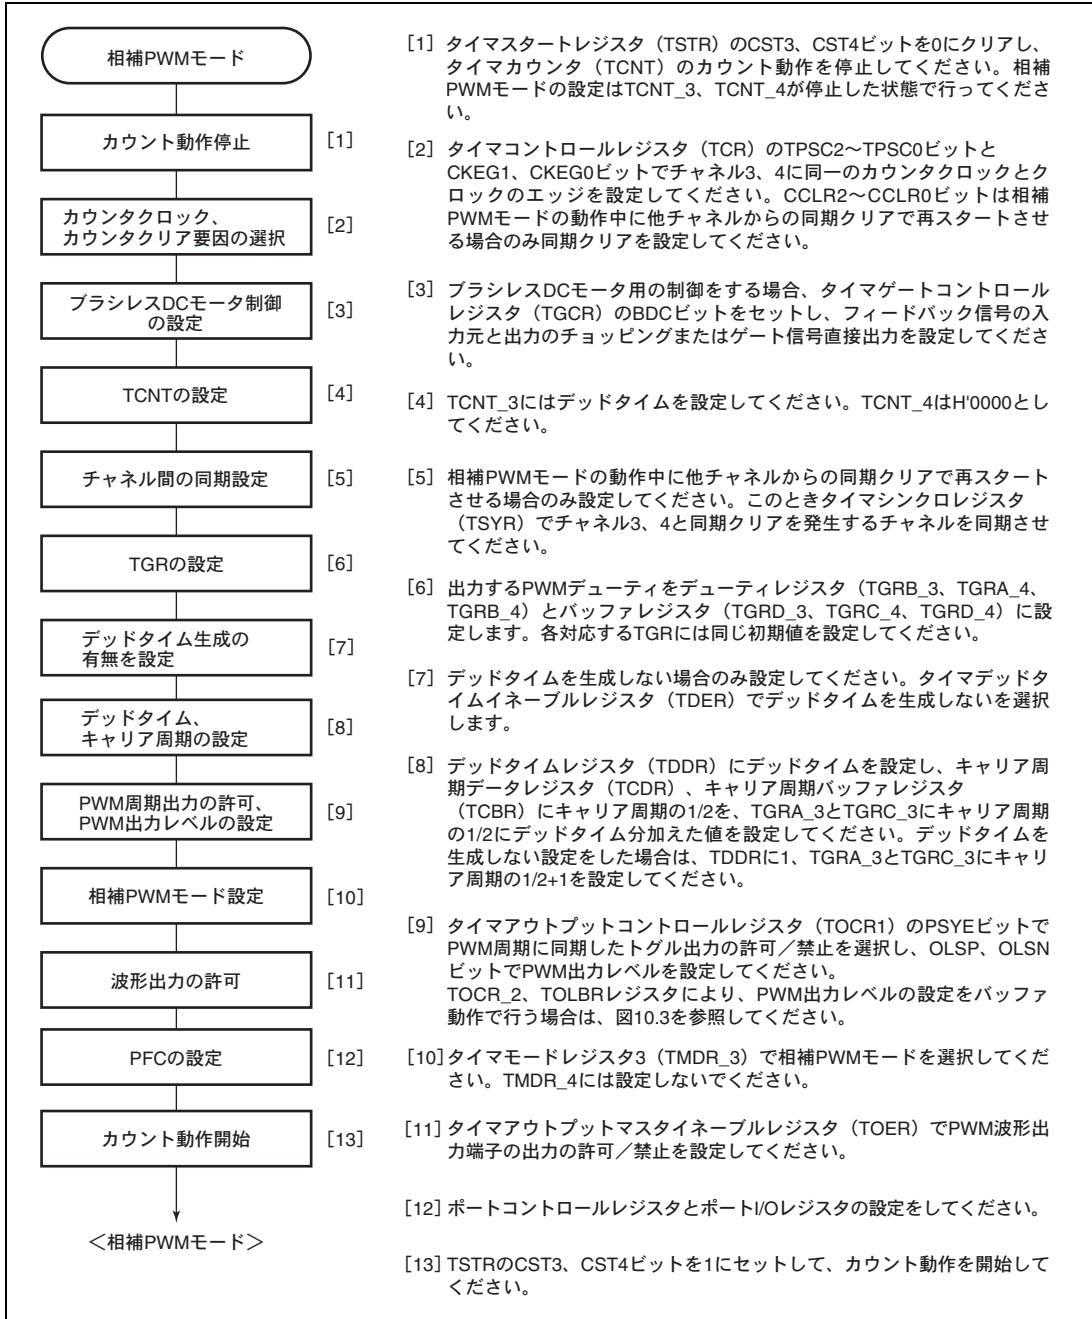 相補PWMモード
カウント動作停止
[1]
カウンタクロック、
カウンタクリア要因の選択
[2]
ブラシレスDCモータ制御
の設定
[3]
TCNTの設定
[4]
チャネル間の同期設定
[5]
TGRの設定
[6]
デッドタイム生成の
有無を設定
[7]
デッドタイム、
キャリア周期の設定
[8]
PWM周期出力の許可、
PWM出力レベルの設定
[9]
相補PWMモード設定
[10]
波形出力の許可
[11]
PFCの設定
[12]
カウント動作開始
[13]
＜相補PWMモード＞
[1] タイマスタートレジスタ（TSTR）のCST3、CST4ビットを0にクリアし、
タイマカウンタ（TCNT）のカウント動作を停止してください。相補
PWMモードの設定はTCNT_3、TCNT_4が停止した状態で行ってくださ
い。
[2] タイマコントロールレジスタ（TCR）のTPSC2～TPSC0ビットと
CKEG1、CKEG0ビットでチャネル3、4に同一のカウンタクロックとク
ロックのエッジを設定してください。CCLR2～CCLR0ビットは相補
PWMモードの動作中に他チャネルからの同期クリアで再スタートさせ
る場合のみ同期クリアを設定してください。
[3] ブラシレスDCモータ用の制御をする場合、タイマゲートコントロール
レジスタ（TGCR）のBDCビットをセットし、フィードバック信号の入
力元と出力のチョッピングまたはゲート信号直接出力を設定してくださ
い。
[4] TCNT_3にはデッドタイムを設定してください。TCNT_4はH'0000とし
てください。
[5] 相補PWMモードの動作中に他チャネルからの同期クリアで再スタート
させる場合のみ設定してください。このときタイマシンクロレジスタ
（TSYR）でチャネル3、4と同期クリアを発生するチャネルを同期させ
てください。
[6] 出力するPWMデューティをデューティレジスタ（TGRB_3、TGRA_4、
TGRB_4）とバッファレジスタ（TGRD_3、TGRC_4、TGRD_4）に設
定します。各対応するTGRには同じ初期値を設定してください。
[7] デッドタイムを生成しない場合のみ設定してください。タイマデッドタ
イムイネーブルレジスタ（TDER）でデッドタイムを生成しないを選択
します。
[8] デッドタイムレジスタ（TDDR）にデッドタイムを設定し、キャリア周
期データレジスタ（TCDR）、キャリア周期バッファレジスタ
（TCBR）にキャリア周期の1/2を、TGRA_3とTGRC_3にキャリア周期
の1/2にデッドタイム分加えた値を設定してください。デッドタイムを
生成しない設定をした場合は、TDDRに1、TGRA_3とTGRC_3にキャリ
ア周期の1/2+1を設定してください。
[9] タイマアウトプットコントロールレジスタ（TOCR1）のPSYEビットで
PWM周期に同期したトグル出力の許可／禁止を選択し、OLSP、OLSN
ビットでPWM出力レベルを設定してください。
TOCR_2、TOLBRレジスタにより、PWM出力レベルの設定をバッファ
動作で行う場合は、図10.3を参照してください。
[10] タイマモードレジスタ3（TMDR_3）で相補PWMモードを選択してくだ
さい。TMDR_4には設定しないでください。
[11] タイマアウトプットマスタイネーブルレジスタ（TOER）でPWM波形出
力端子の出力の許可／禁止を設定してください。
[12] ポートコントロールレジスタとポートI/Oレジスタの設定をしてください。
[13] TSTRのCST3、CST4ビットを1にセットして、カウント動作を開始して
ください。